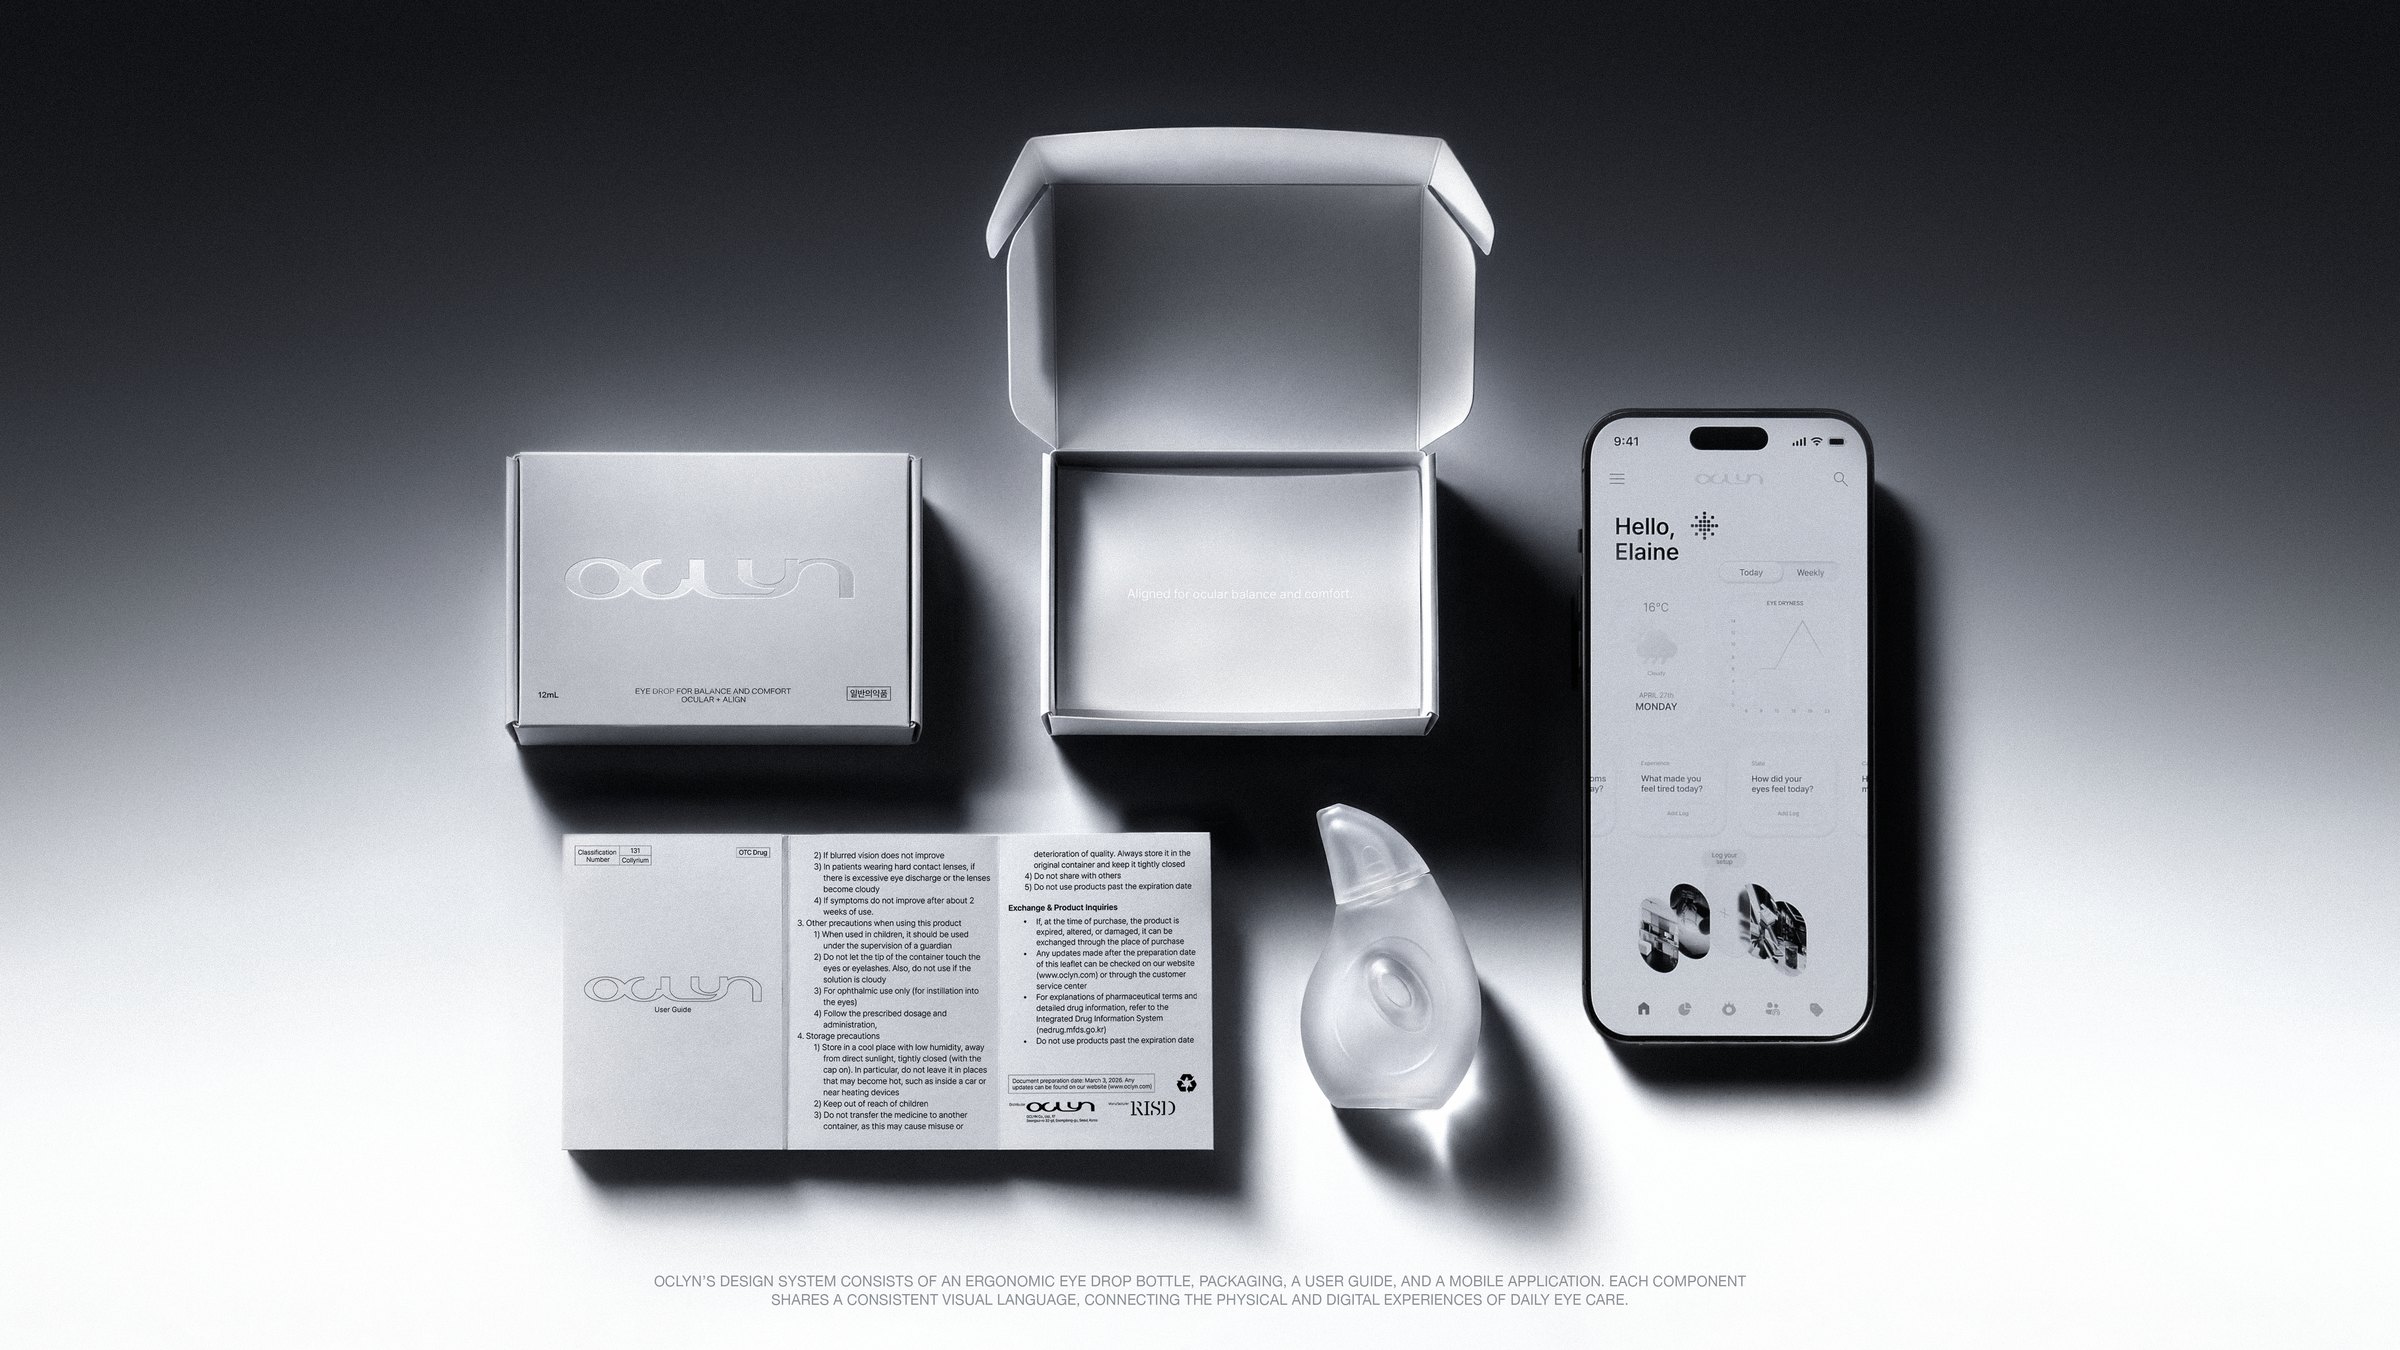 oclyn
12mL
EYE DROP FOR BALANCE AND COMFORT
OCULAR + ALIGN
일반의약품
Aligned for ocular balance and comfort.
9:41
oclyn
Hello,
Elaine
Today
Weekly
16°C
Cloudy
APRIL 27th
MONDAY
EYE DRYNESS
oms
ay?
Experience
What made you
feel tired today?
Add Log
State
How did your
eyes feel today?
Add Log
H
m
Log your
setup
Classification
Number
131
Collyrium
OTC Drug
oclyn
User Guide
2) If blurred vision does not improve
3) In patients wearing hard contact lenses, if
there is excessive eye discharge or the lenses
become cloudy
4) If symptoms do not improve after about 2
weeks of use.
3. Other precautions when using this product
1) When used in children, it should be used
under the supervision of a guardian
2) Do not let the tip of the container touch the
eyes or eyelashes. Also, do not use if the
solution is cloudy
3) For ophthalmic use only (for instillation into
the eyes)
4) Follow the prescribed dosage and
administration,
4. Storage precautions
1) Store in a cool place with low humidity, away
from direct sunlight, tightly closed (with the
cap on). In particular, do not leave it in places
that may become hot, such as inside a car or
near heating devices
2) Keep out of reach of children
3) Do not transfer the medicine to another
container, as this may cause misuse or
deterioration of quality. Always store it in the
original container and keep it tightly closed
4) Do not share with others
5) Do not use products past the expiration date
Exchange & Product Inquiries
• If, at the time of purchase, the product is
expired, altered, or damaged, it can be
exchanged through the place of purchase
• Any updates made after the preparation date
of this leaflet can be checked on our website
(www.oclyn.com) or through the customer
service center
• For explanations of pharmaceutical terms and
detailed drug information, refer to the
Integrated Drug Information System
(nedrug.mfds.go.kr)
• Do not use products past the expiration date
Document preparation date: March 3, 2026. Any
updates can be found on our website (www.oclyn.com)
Distributor
oclyn
Manufacturer
RISD
OCLYN'S DESIGN SYSTEM CONSISTS OF AN ERGONOMIC EYE DROP BOTTLE, PACKAGING, A USER GUIDE, AND A MOBILE APPLICATION. EACH COMPONENT
SHARES A CONSISTENT VISUAL LANGUAGE, CONNECTING THE PHYSICAL AND DIGITAL EXPERIENCES OF DAILY EYE CARE.